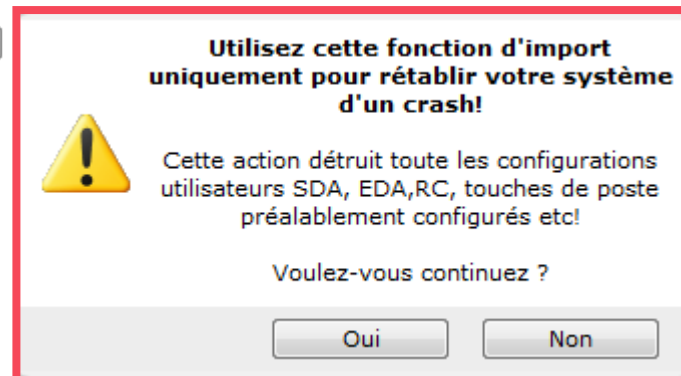 Utilisez cette fonction d'import
uniquement pour rétablir votre système
d'un crash!
Cette action détruit toute les configurations
utilisateurs SDA, EDA,RC, touches de poste
préalablement configurés etc!
Voulez-vous continuez ?
Oui
Non